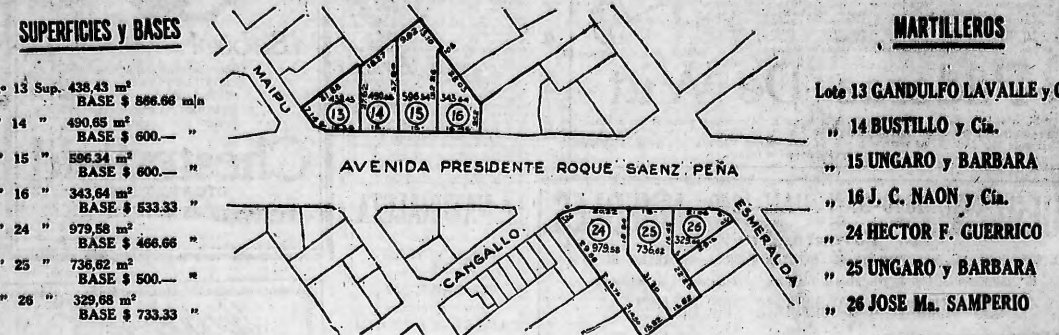 SUPERFICIES y BASES
13 Sup. 438,43 m²
BASE $ 866.66 m|n
14 " 490,65 m²
BASE $ 600.— "
15 " 596.34 m²
BASE $ 600.— "
16 " 343,64 m²
BASE $ 533.33 "
24 " 979,58 m²
BASE $ 466.66 "
25 " 736,62 m²
BASE $ 500.— "
" 26 " 329,68 m²
BASE $ 733.33 "
MAIPU
13
14
15
16
AVENIDA PRESIDENTE ROQUE SAENZ PEÑA
CANGALLO.
24
979.58
25
736,62
26
ESMERALDA
MARTILLEROS
Lote 13 GANDULFO LAVALLE y C
„ 14 BUSTILLO y Cía.
„ 15 UNGARO y BARBARA
„ 16 J. C. NAON y Cía.
„ 24 HECTOR F. GUERRICO
„ 25 UNGARO y BARBARA
„ 26 JOSE Ma. SAMPERIO